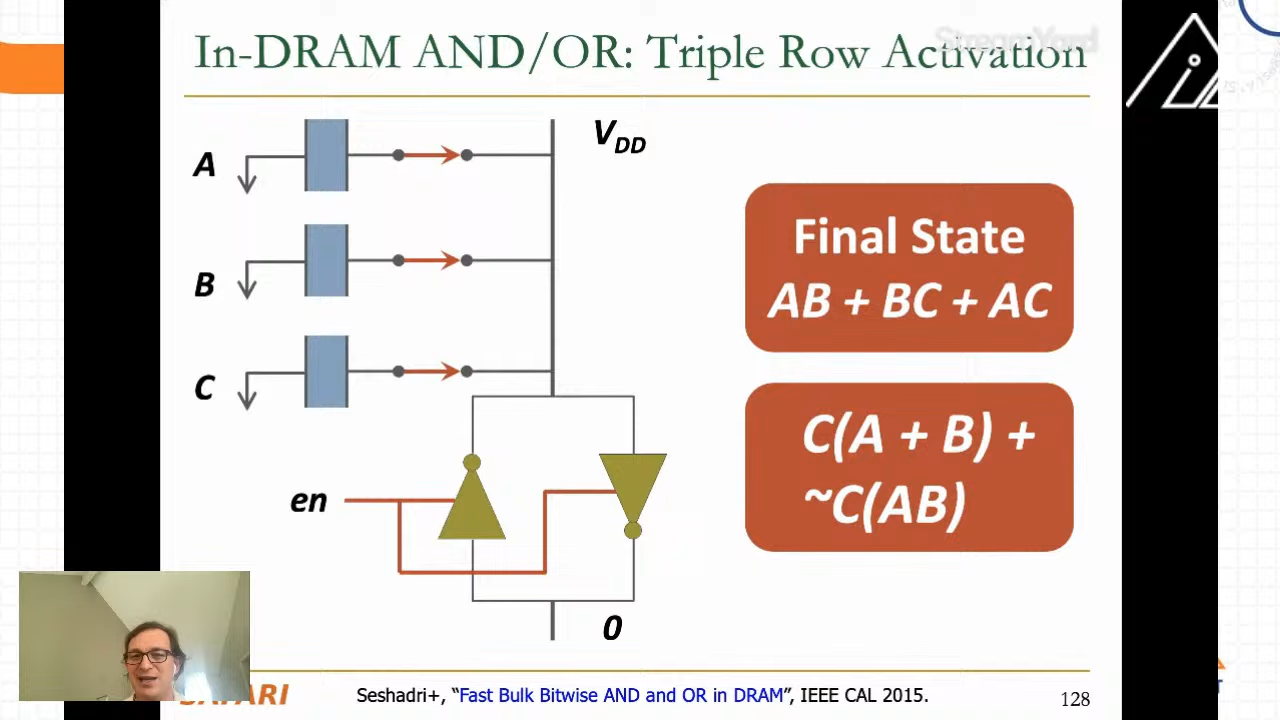 StreamYard
In-DRAM AND/OR: Triple Row Activation
A
V_DD
B
C
Final State
AB + BC + AC
C(A + B) +
~C(AB)
en
0
SAFARI
Seshadri+, “Fast Bulk Bitwise AND and OR in DRAM”, IEEE CAL 2015.
128